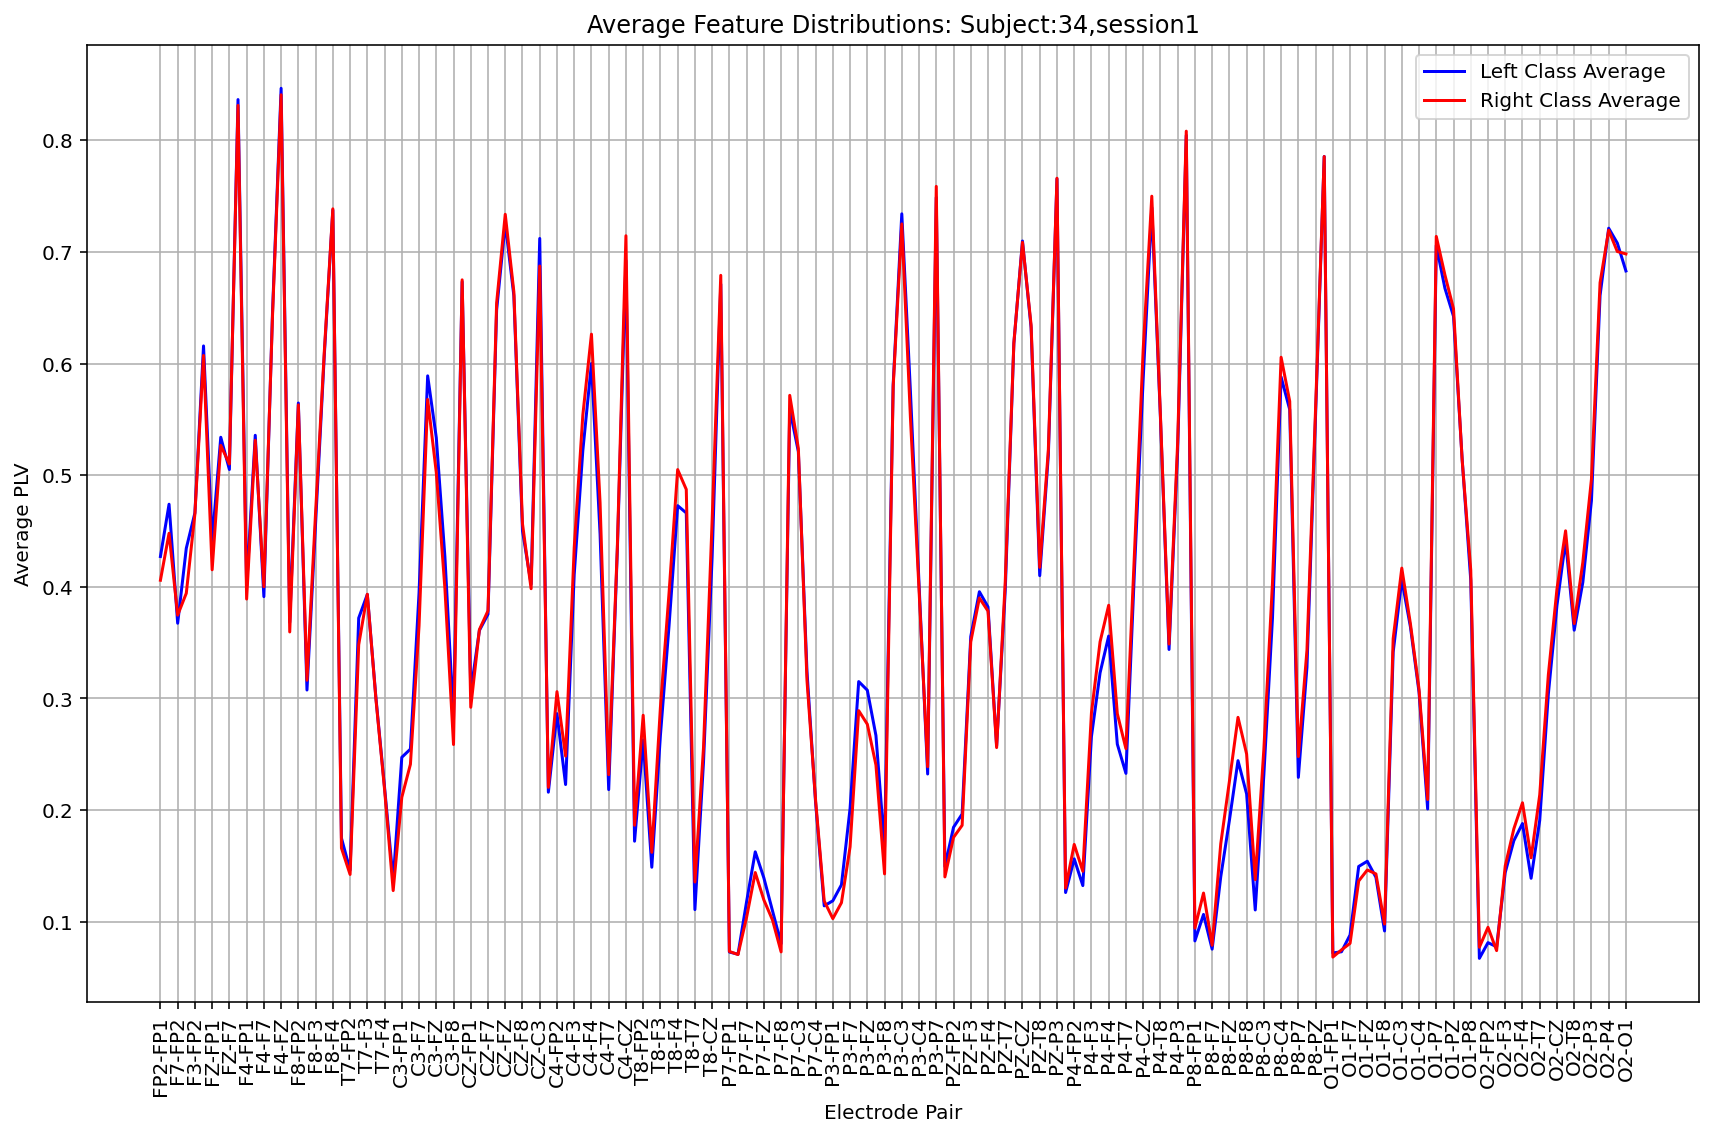 Average Feature Distributions: Subject:34,session1
Left Class Average
Right Class Average
Average PLV
0.8
0.7
0.6
0.5
0.4
0.3
0.2
0.1
FP2-FP1
F7-FP2
F3-FP2
FZ-FP1
FZ-F7
F4-FP1
F4-F7
F4-FZ
F8-FP2
F8-F3
F8-F4
T7-FP2
T7-F3
T7-F4
C3-FP1
C3-F7
C3-FZ
C3-F8
CZ-FP1
CZ-F7
CZ-FZ
CZ-F8
CZ-C3
C4-FP2
C4-F3
C4-F4
C4-T7
C4-CZ
T8-FP2
T8-F3
T8-F4
T8-T7
T8-CZ
P7-FP1
P7-F7
P7-FZ
P7-F8
P7-C3
P7-C4
P3-FP1
P3-F7
P3-FZ
P3-F8
P3-C3
P3-C4
P3-P7
PZ-FP2
PZ-F3
PZ-F4
PZ-T7
PZ-CZ
PZ-T8
PZ-P3
P4-FP2
P4-F3
P4-F4
P4-T7
P4-CZ
P4-T8
P4-P3
P8-FP1
P8-F7
P8-FZ
P8-F8
P8-C3
P8-C4
P8-P7
P8-PZ
O1-FP1
O1-F7
O1-FZ
O1-F8
O1-C3
O1-C4
O1-P7
O1-PZ
O1-P8
O2-FP2
O2-F3
O2-F4
O2-T7
O2-CZ
O2-T8
O2-P3
O2-P4
O2-O1
Electrode Pair